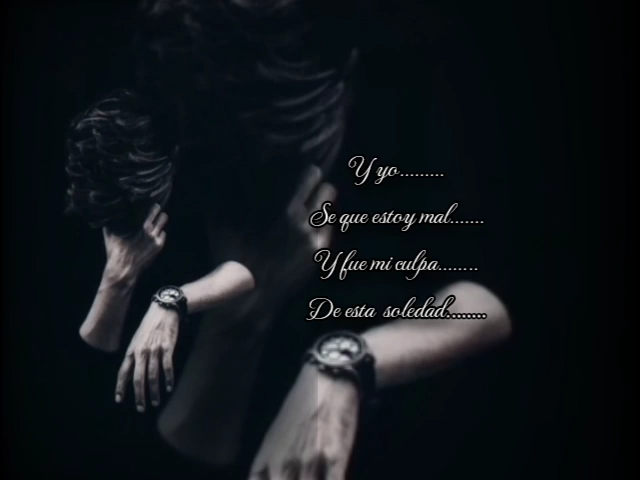 Y yo.........
Se que estoy mal.......
Y fue mi culpa........
De esta soledad.........